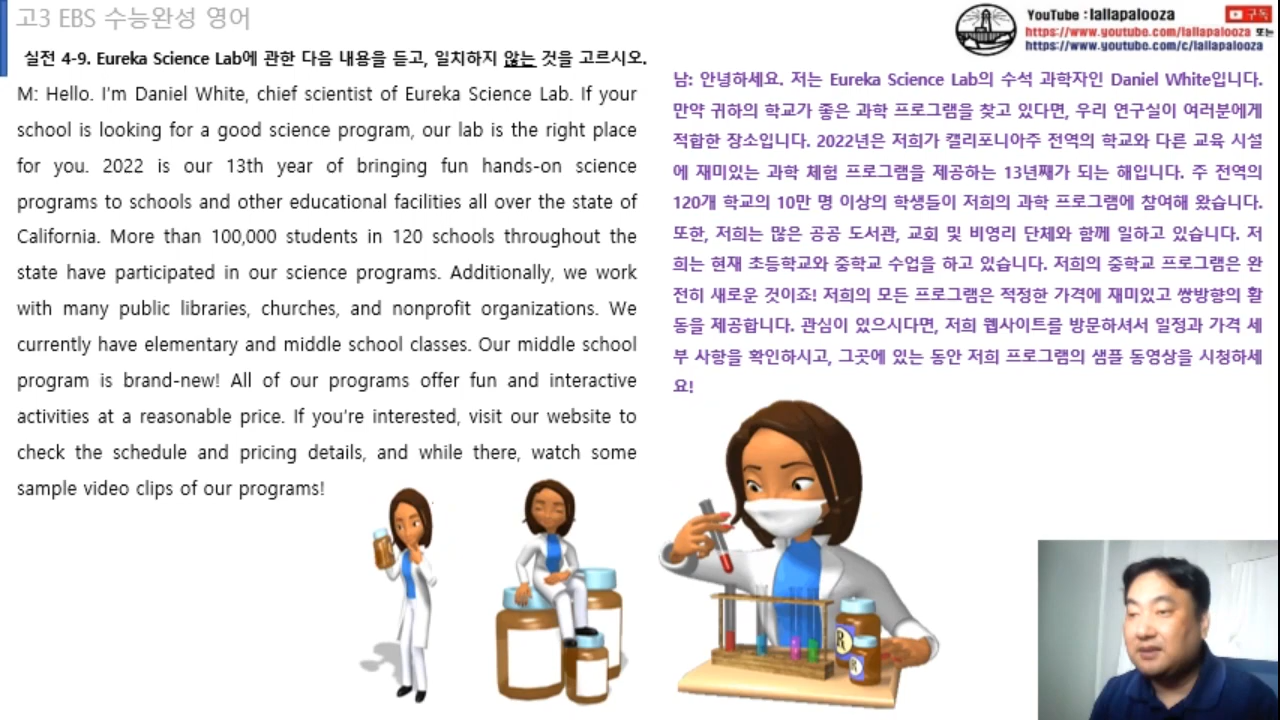 고3 EBS 수능완성 영어
YouTube : lallapalooza
구독
https://www.youtube.com/lallapalooza 또는
https://www.youtube.com/c/lallapalooza
실전 4-9. Eureka Science Lab에 관한 다음 내용을 듣고, 일치하지 않는 것을 고르시오.
M: Hello. I'm Daniel White, chief scientist of Eureka Science Lab. If your
school is looking for a good science program, our lab is the right place
for you. 2022 is our 13th year of bringing fun hands-on science
programs to schools and other educational facilities all over the state of
California. More than 100,000 students in 120 schools throughout the
state have participated in our science programs. Additionally, we work
with many public libraries, churches, and nonprofit organizations. We
currently have elementary and middle school classes. Our middle school
program is brand-new! All of our programs offer fun and interactive
activities at a reasonable price. If you're interested, visit our website to
check the schedule and pricing details, and while there, watch some
sample video clips of our programs!
남: 안녕하세요. 저는 Eureka Science Lab의 수석 과학자인 Daniel White입니다.
만약 귀하의 학교가 좋은 과학 프로그램을 찾고 있다면, 우리 연구실이 여러분에게
적합한 장소입니다. 2022년은 저희가 캘리포니아주 전역의 학교와 다른 교육 시설
에 재미있는 과학 체험 프로그램을 제공하는 13년째가 되는 해입니다. 주 전역의
120개 학교의 10만 명 이상의 학생들이 저희의 과학 프로그램에 참여해 왔습니다.
또한, 저희는 많은 공공 도서관, 교회 및 비영리 단체와 함께 일하고 있습니다. 저
희는 현재 초등학교와 중학교 수업을 하고 있습니다. 저희의 중학교 프로그램은 완
전히 새로운 것이죠! 저희의 모든 프로그램은 적정한 가격에 재미있고 쌍방향의 활
동을 제공합니다. 관심이 있으시다면, 저희 웹사이트를 방문하셔서 일정과 가격 세
부 사항을 확인하시고, 그곳에 있는 동안 저희 프로그램의 샘플 동영상을 시청하세
요!